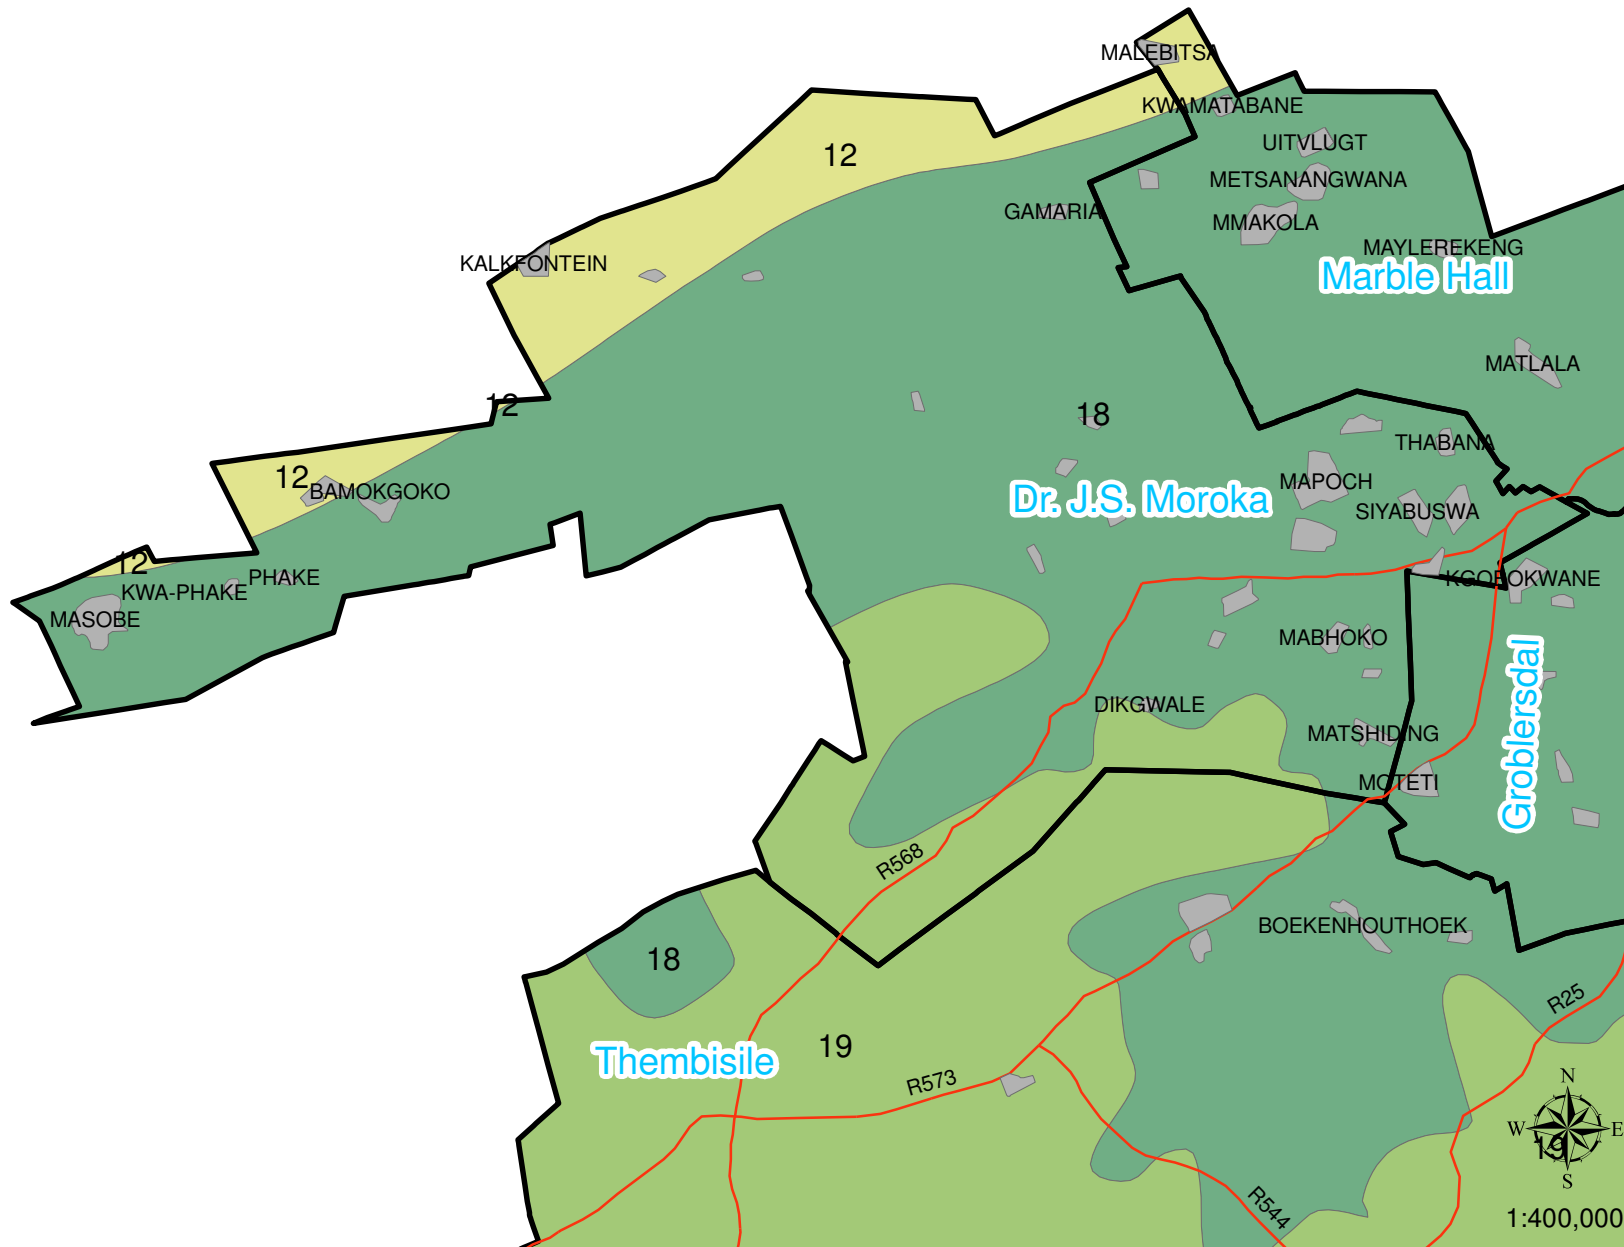 MALEBITSA
KWAMATABANE
UITVLUGT
12
METSANANGWANA
GAMARIA
MMAKOLA
MAYLEREKENG
KALKFONTEIN
Marble Hall
MATLALA
12
18
THABANA
12
MAPOCH
BAMOKGOKO
Dr. J.S. Moroka
SIYABUSWA
12
PHAKE
KGOBOKWANE
KWA-PHAKE
MASOBE
MABHOKO
DIKGWALE
Groblersdal
MATSHIDING
MOTETI
R568
BOEKENHOUTHOEK
18
R25
19
Thembisile
N
R573
W
E
19
S
R544
1:400,000